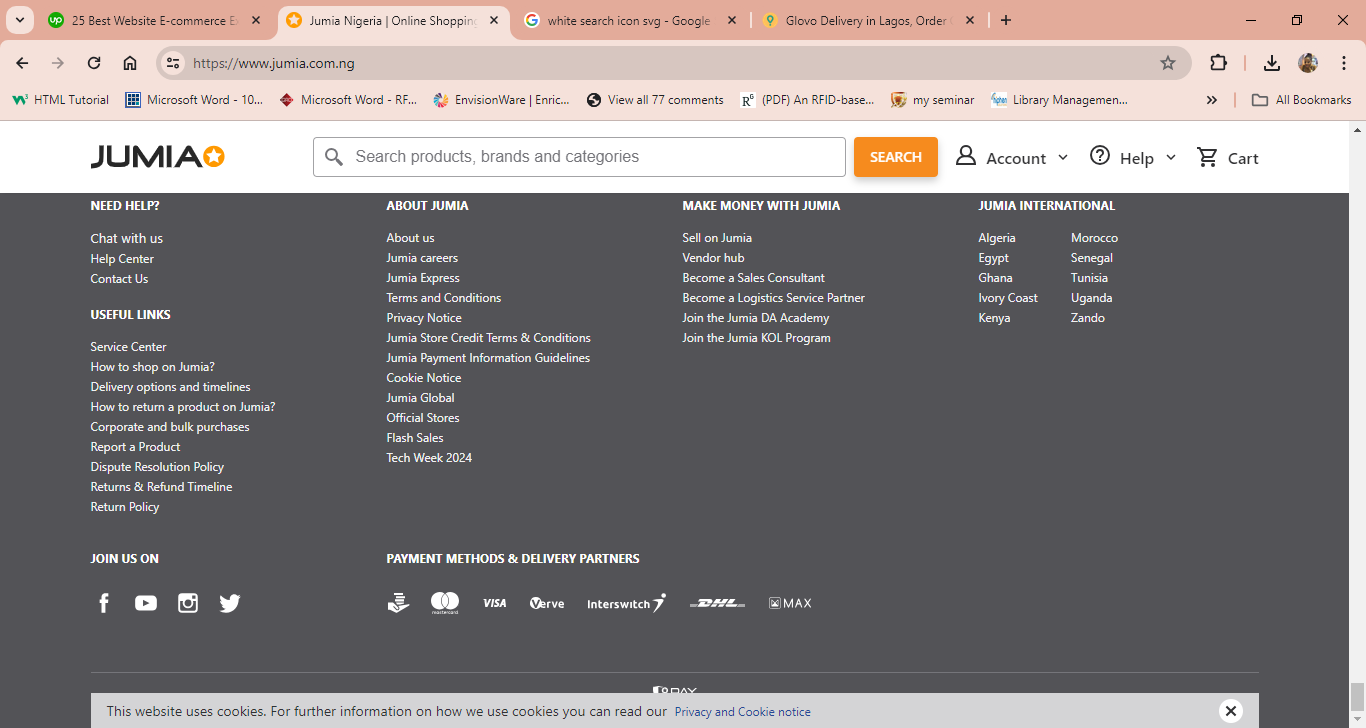 25 Best Website E-commerce E
Jumia Nigeria | Online Shopping
white search icon svg - Google
Glovo Delivery in Lagos, Order
https://www.jumia.com.ng
HTML Tutorial
Microsoft Word - 10...
Microsoft Word - RF...
EnvisionWare | Enric...
View all 77 comments
(PDF) An RFID-base...
my seminar
Library Managemen...
All Bookmarks
JUMIA
Search products, brands and categories
SEARCH
Account
Help
Cart
NEED HELP?
Chat with us
Help Center
Contact Us
USEFUL LINKS
Service Center
How to shop on Jumia?
Delivery options and timelines
How to return a product on Jumia?
Corporate and bulk purchases
Report a Product
Dispute Resolution Policy
Returns & Refund Timeline
Return Policy
ABOUT JUMIA
About us
Jumia careers
Jumia Express
Terms and Conditions
Privacy Notice
Jumia Store Credit Terms & Conditions
Jumia Payment Information Guidelines
Cookie Notice
Jumia Global
Official Stores
Flash Sales
Tech Week 2024
MAKE MONEY WITH JUMIA
Sell on Jumia
Vendor hub
Become a Sales Consultant
Become a Logistics Service Partner
Join the Jumia DA Academy
Join the Jumia KOL Program
JUMIA INTERNATIONAL
Algeria
Egypt
Ghana
Ivory Coast
Kenya
Morocco
Senegal
Tunisia
Uganda
Zando
JOIN US ON
PAYMENT METHODS & DELIVERY PARTNERS
mastercard
VISA
Verve
Interswitch
DHL
MAX
This website uses cookies. For further information on how we use cookies you can read our Privacy and Cookie notice